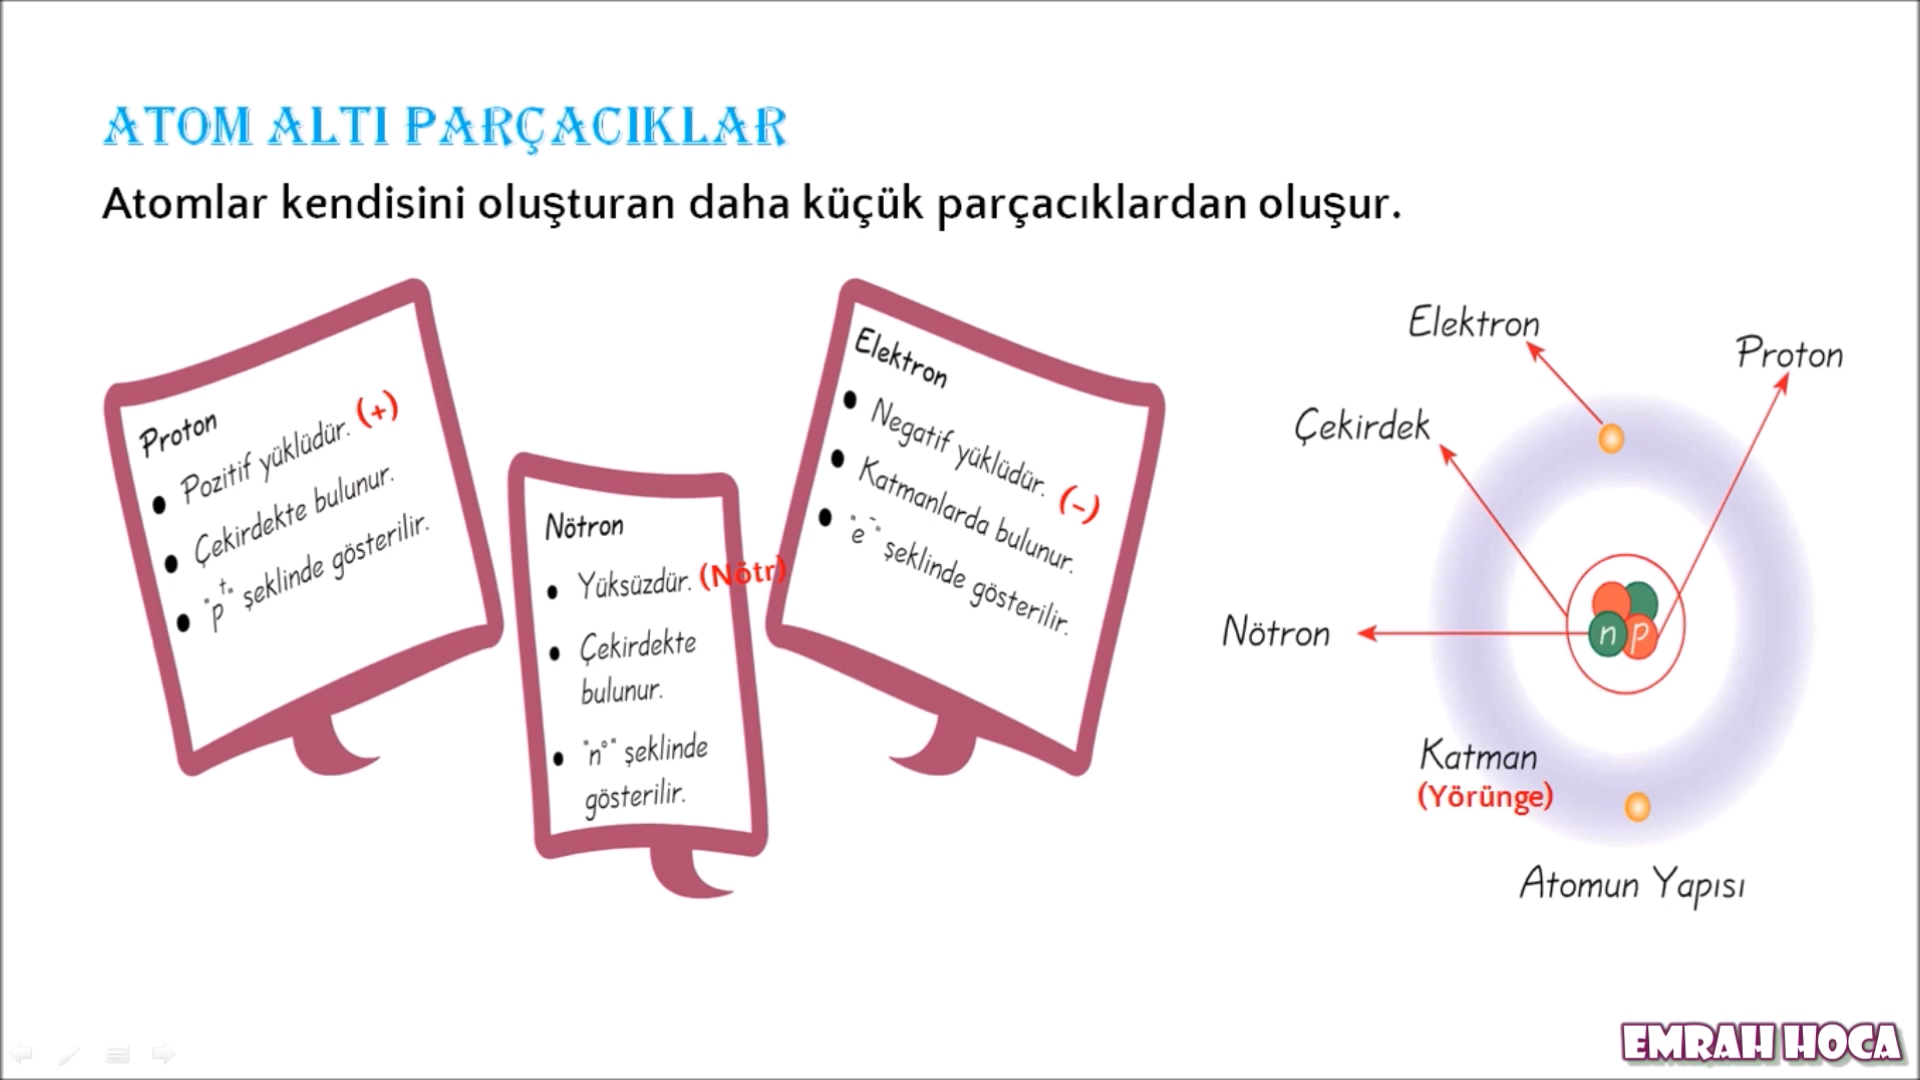 ATOM ALTI PARÇACIKLAR
Atomlar kendisini oluşturan daha küçük parçacıklardan oluşur.
Proton
• Pozitif yüklüdür. (+)
• Çekirdekte bulunur.
• "p⁺" şeklinde gösterilir.
Nötron
• Yüksüzdür. (Nötr)
• Çekirdekte
bulunur.
• "n°" şeklinde
gösterilir.
Elektron
• Negatif yüklüdür. (-)
• Katmanlarda bulunur.
• "e⁻" şeklinde gösterilir.
Elektron
Proton
Çekirdek
Nötron
n p
Katman
(Yörünge)
Atomun Yapısı
EMRAH HOCA